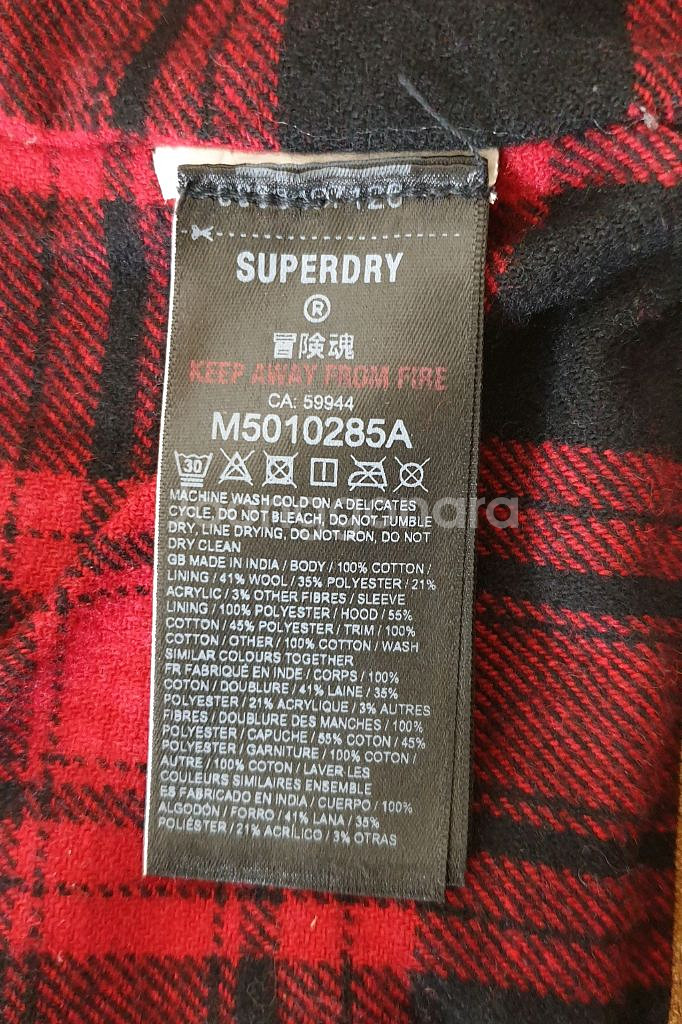 SUPERDRY
®
冒険魂
KEEP AWAY FROM FIRE
CA: 59944
M5010285A
30
MACHINE WASH COLD ON A DELICATES
CYCLE, DO NOT BLEACH, DO NOT TUMBLE
DRY, LINE DRYING, DO NOT IRON, DO NOT
DRY CLEAN
GB MADE IN INDIA / BODY / 100% COTTON /
LINING / 41% WOOL / 35% POLYESTER / 21%
ACRYLIC / 3% OTHER FIBRES / SLEEVE
LINING / 100% POLYESTER / HOOD / 55%
COTTON / 45% POLYESTER / TRIM / 100%
COTTON / OTHER / 100% COTTON / WASH
SIMILAR COLOURS TOGETHER
FR FABRIQUÉ EN INDE / CORPS / 100%
COTON / DOUBLURE / 41% LAINE / 35%
POLYESTER / 21% ACRYLIQUE / 3% AUTRES
FIBRES / DOUBLURE DES MANCHES / 100%
POLYESTER / CAPUCHE / 55% COTON / 45%
POLYESTER / GARNITURE / 100% COTON /
AUTRE / 100% COTON / LAVER LES
COULEURS SIMILAIRES ENSEMBLE
ES FABRICADO EN INDIA / CUERPO / 100%
ALGODÓN / FORRO / 41% LANA / 35%
POLIÉSTER / 21% ACRÍLICO / 3% OTRAS